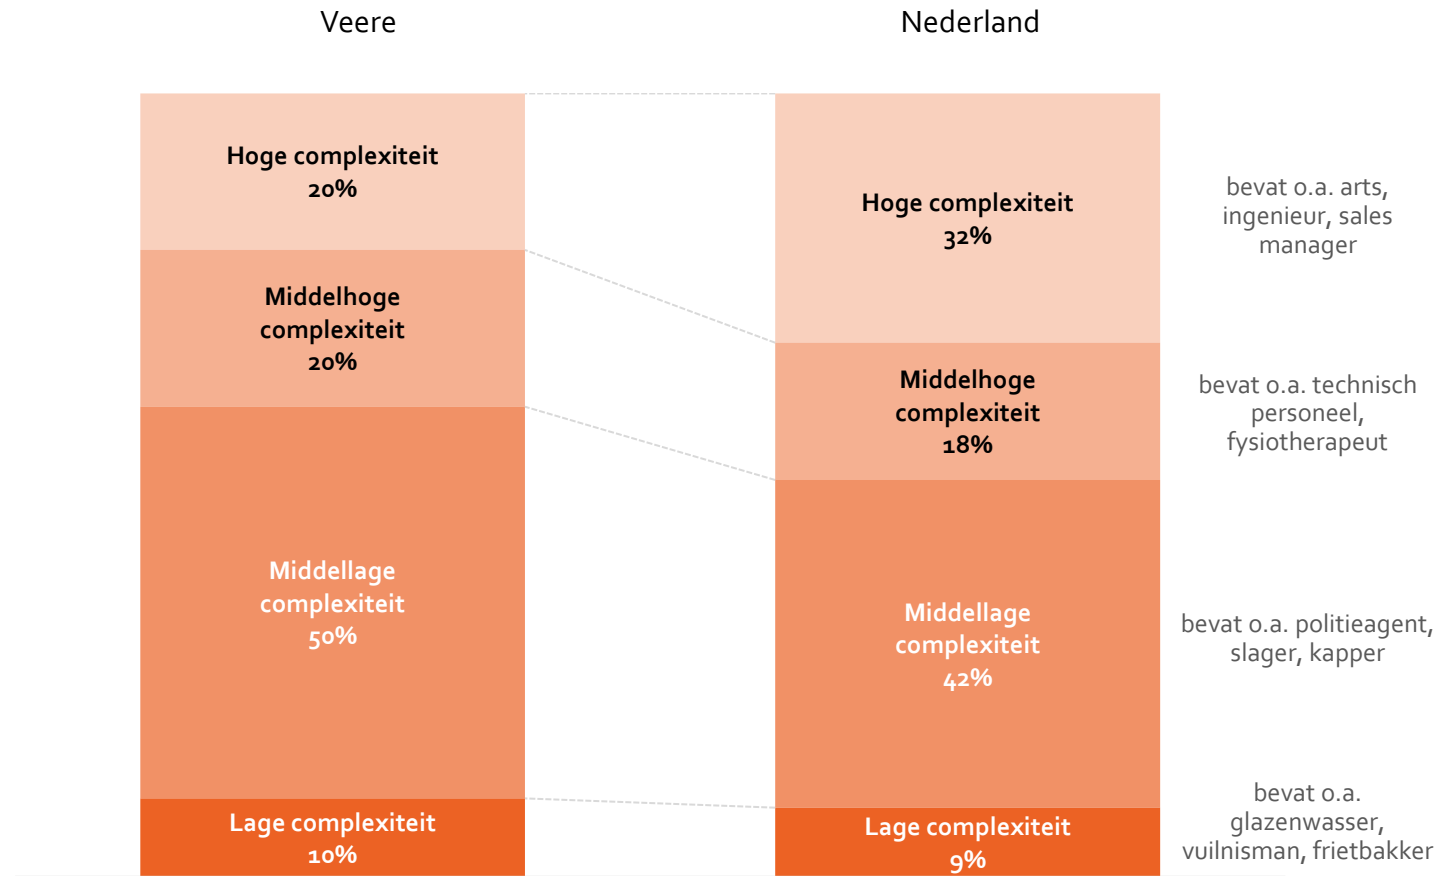 Veere
Nederland
Hoge complexiteit
20%
Middelhoge
complexiteit
20%
Middellage
complexiteit
50%
Lage complexiteit
10%
Hoge complexiteit
32%
Middelhoge
complexiteit
18%
Middellage
complexiteit
42%
Lage complexiteit
9%
bevat o.a. arts,
ingenieur, sales
manager
bevat o.a. technisch
personeel,
fysiotherapeut
bevat o.a. politieagent,
slager, kapper
bevat o.a.
glazenwasser,
vuilnisman, frietbakker